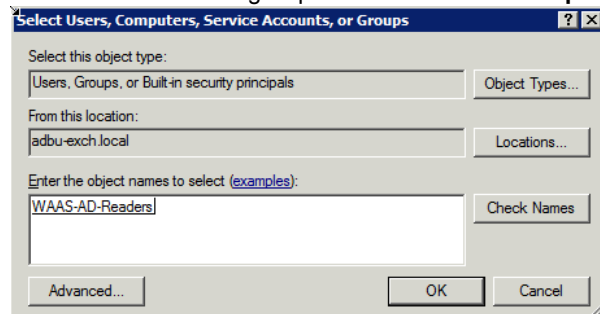 Select Users, Computers, Service Accounts, or Groups
Select this object type:
Users, Groups, or Built-in security principals
Object Types...
From this location:
adbu-exch.local
Locations...
Enter the object names to select (examples):
WAAS-AD-Readers
Check Names
Advanced...
OK
Cancel